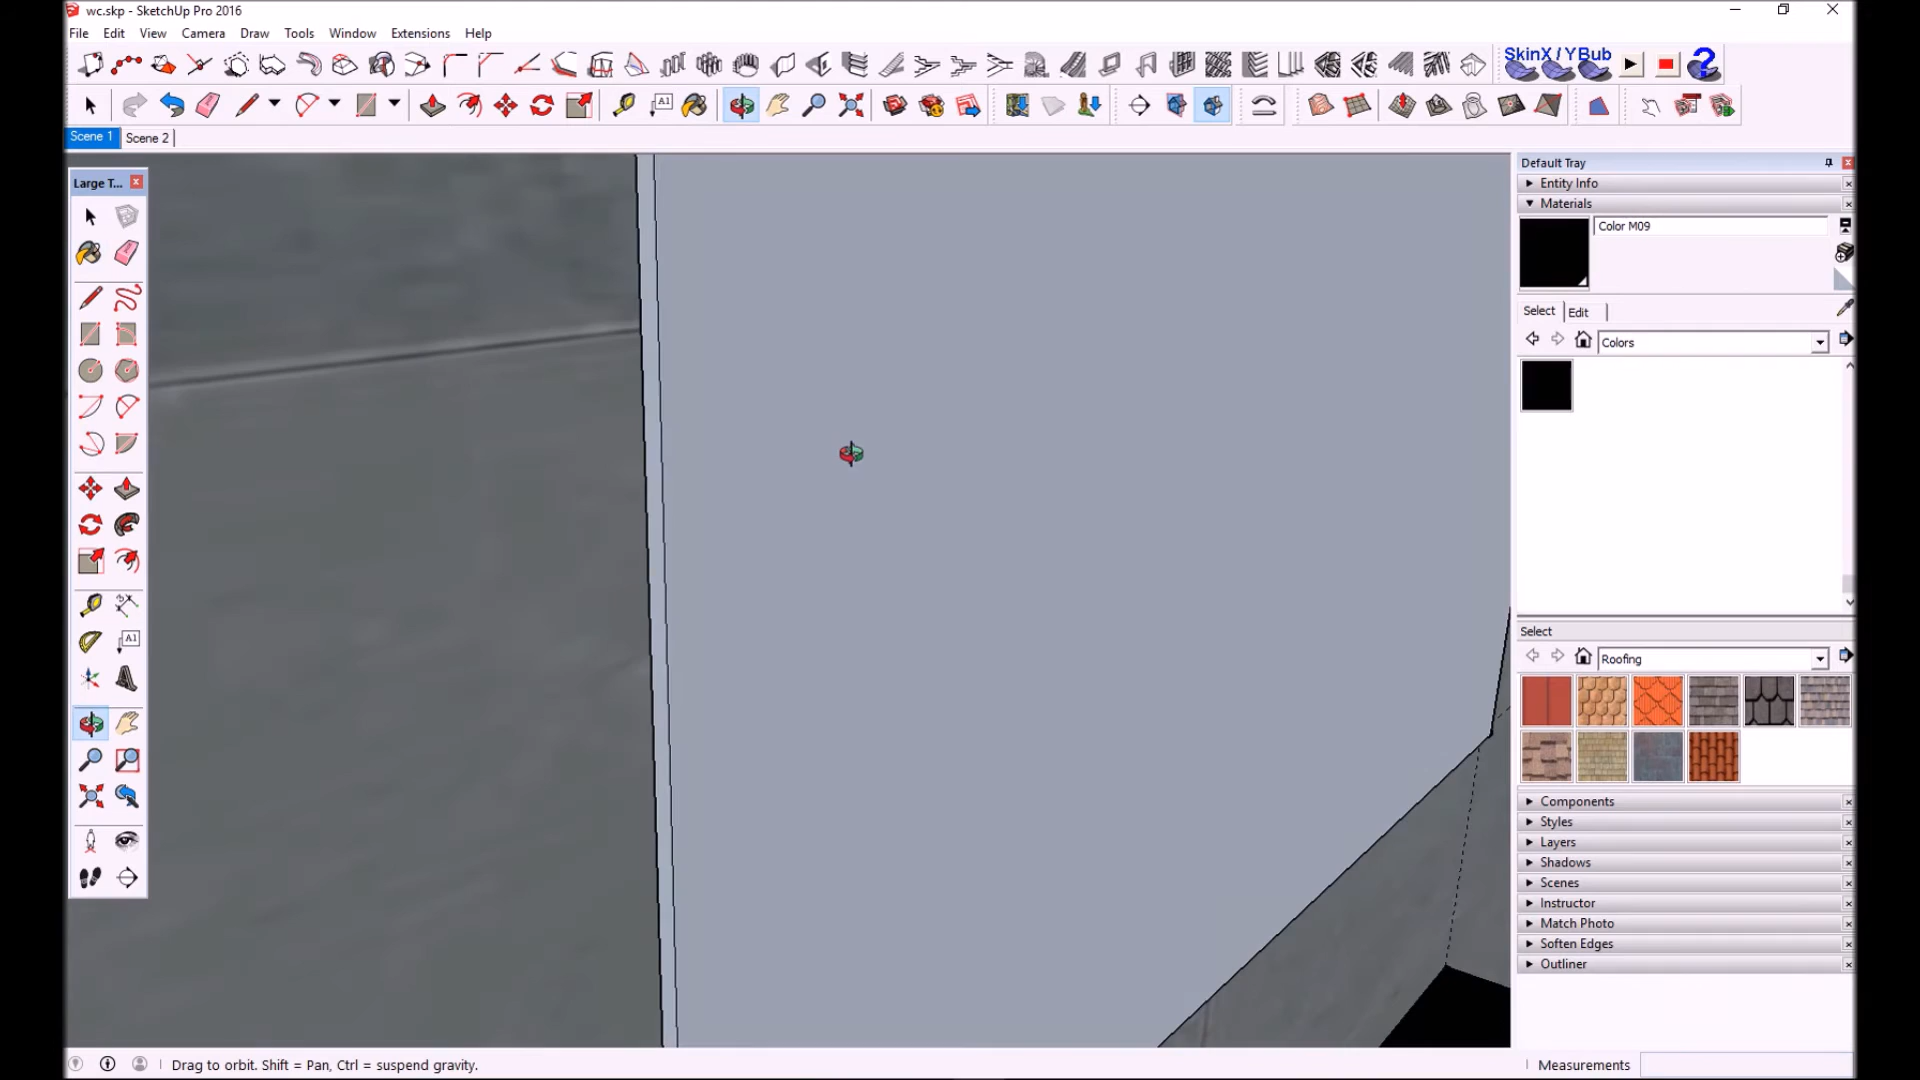 wc.skp - SketchUp Pro 2016
File Edit View Camera Draw Tools Window Extensions Help
SkinX / YBub
A1
Scene 1 Scene 2
Default Tray
Large T...
Entity Info
Materials
Color M09
Select Edit
Colors
A1
Select
Roofing
Components
Styles
Layers
Shadows
Scenes
Instructor
Match Photo
Soften Edges
Outliner
Drag to orbit. Shift = Pan, Ctrl = suspend gravity.
Measurements